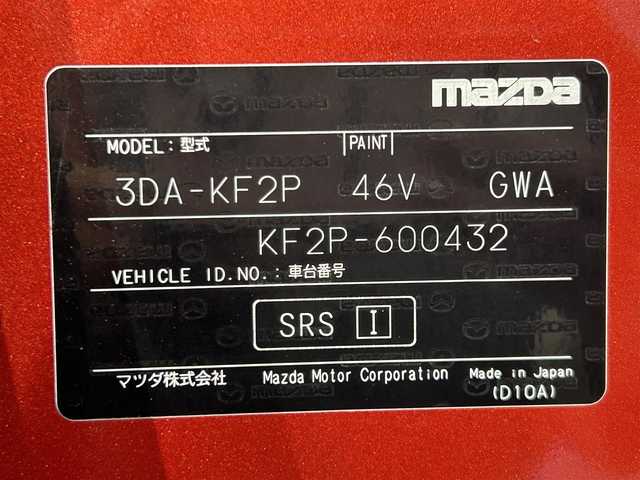 mazda
MODEL: 型式 PAINT
3DA-KF2P 46V GWA
KF2P-600432
VEHICLE ID.NO.: 車台番号
SRS I
マツダ株式会社 Mazda Motor Corporation Made in Japan
(D10A)